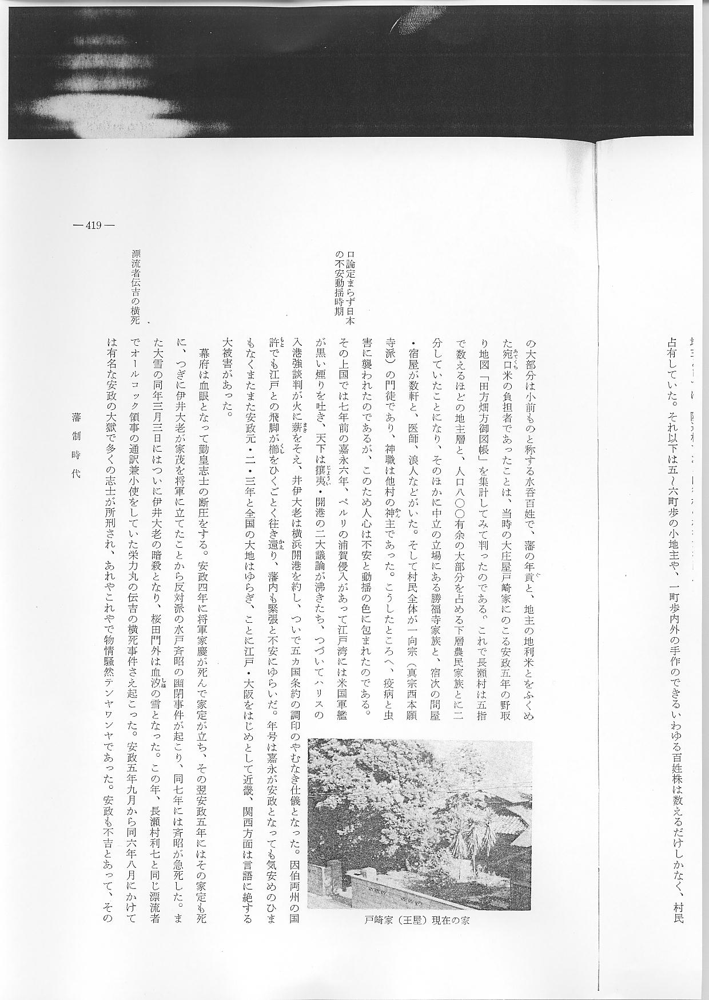 占有していた。それ以下は五〜六町歩の小地主や、一町歩内外の手作のできるいわゆる百姓株は数えるだけしかなく、村民
の大部分は小前ものと称する水呑百姓で、藩の年貢と、地主の地利米とをふくめ
た宛口米の負担者であったことは、当時の大庄屋戸崎家にのこる安政五年の野取
り地図「田方畑方御図帳」を集計してみて判ったのである。これで長瀬村は五指
で数えるほどの地主層と、人口八〇〇有余の大部分を占める下層農民家族とに二
分していたことになり、そのほかに中立の立場にある勝福寺家族と、宿次の問屋
・宿屋が数軒と、医師、浪人などがいた。そして村民全体が一向宗（真宗西本願
寺派）の門徒であり、神職は他村の神主であった。こうしたところへ、疫病と虫
害に襲われたのであるが、このため人心は不安と動揺の色に包まれたのである。
口論定まらず日本
の不安動揺時期
その上国では七年前の嘉永六年、ペルリの浦賀侵入があって江戸湾には米国軍艦
が黒い煙りを吐き、天下は攘夷・開港の二大議論が沸きたち、つづいてハリスの
入港強談判が火に薪をそえ、井伊大老は横浜開港を約し、ついで五ヵ国条約の調印のやむなき仕儀となった。因伯両州の国
許でも江戸との飛脚が櫛をひくごとく往き還り、藩内も緊張と不安にゆらいだ。年号は嘉永が安政となっても気安めのひま
もなくまたまた安政元・二・三年と全国の大地はゆらぎ、ことに江戸・大阪をはじめとして近畿、関西方面は言語に絶する
大被害があった。
幕府は血眼となって勤皇志士の断圧をする。安政四年に将軍家慶が死んで家定が立ち、その翌安政五年にはその家定も死
に、つぎに伊井大老が家茂を将軍に立てたことから反対派の水戸斉昭の幽閉事件が起こり、同七年には斉昭が急死した。ま
た大雪の同年三月三日にはついに伊井大老の暗殺となり、桜田門外は血汐の雪となった。この年、長瀬村利七と同じ漂流者
漂流者伝吉の横死
でオールコック領事の通訳兼小使をしていた栄力丸の伝吉の横死事件さえ起こった。安政五年九月から同六年八月にかけて
は有名な安政の大獄で多くの志士が所刑され、あれやこれやで物情騒然テンヤワンヤであった。安政も不吉とあって、その
戸崎家（王屋）現在の家
藩制時代
—419—